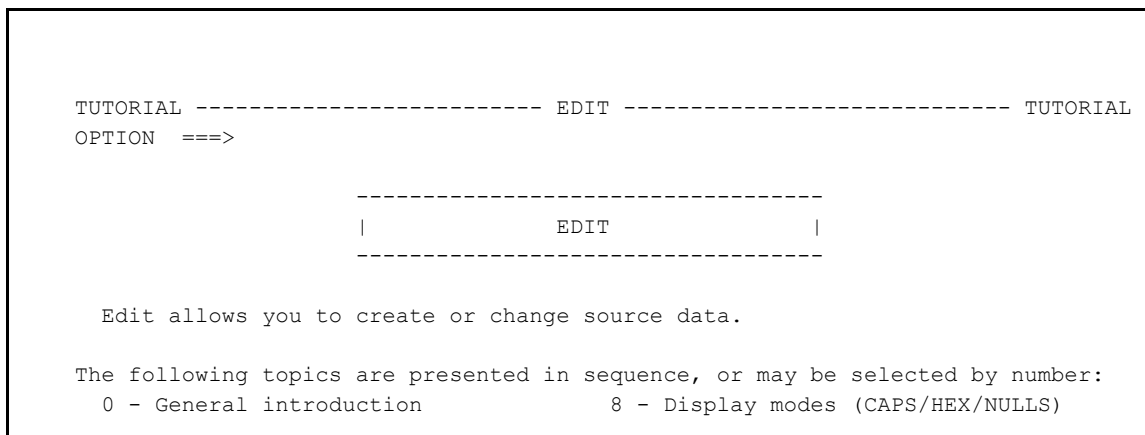 TUTORIAL -------------------------- EDIT ----------------------------- TUTORIAL
OPTION  ===>
-----------------------------------
|               EDIT               |
-----------------------------------
Edit allows you to create or change source data.
The following topics are presented in sequence, or may be selected by number:
0 - General introduction              8 - Display modes (CAPS/HEX/NULLS)